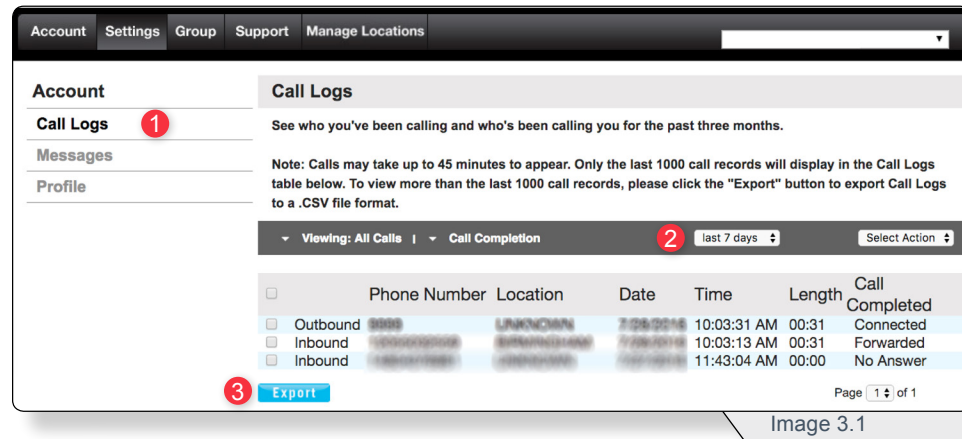 Account Settings Group Support Manage Locations
Account
Call Logs 1
Messages
Profile
Call Logs
See who you've been calling and who's been calling you for the past three months.
Note: Calls may take up to 45 minutes to appear. Only the last 1000 call records will display in the Call Logs
table below. To view more than the last 1000 call records, please click the "Export" button to export Call Logs
to a .CSV file format.
Viewing: All Calls | Call Completion 2 last 7 days Select Action
Phone Number Location Date Time Length Call Completed
Outbound 10:03:31 AM 00:31 Connected
Inbound 10:03:13 AM 00:31 Forwarded
Inbound 11:43:04 AM 00:00 No Answer
3 Export Page 1 of 1
Image 3.1